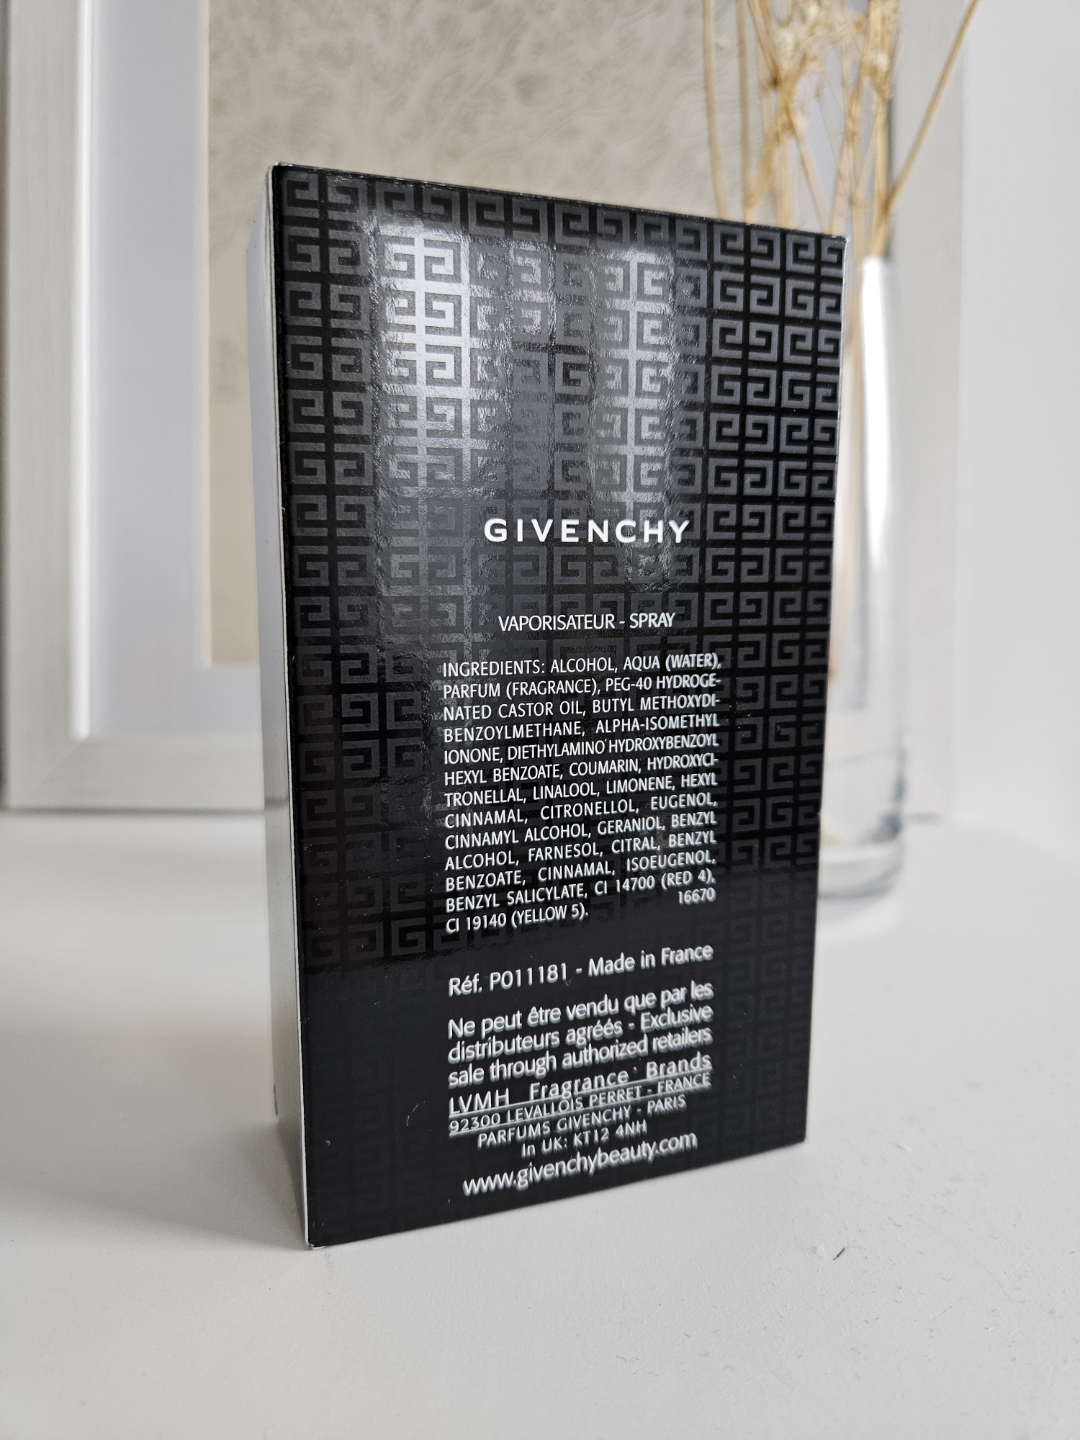 GIVENCHY
VAPORISATEUR - SPRAY
INGREDIENTS: ALCOHOL, AQUA (WATER),
PARFUM (FRAGRANCE), PEG-40 HYDROGE-
NATED CASTOR OIL, BUTYL METHOXYDI-
BENZOYLMETHANE, ALPHA-ISOMETHYL
IONONE, DIETHYLAMINO HYDROXYBENZOYL
HEXYL BENZOATE, COUMARIN, HYDROXYCI-
TRONELLAL, LINALOOL, LIMONENE, HEXYL
CINNAMAL, CITRONELLOL, EUGENOL,
CINNAMYL ALCOHOL, GERANIOL, BENZYL
ALCOHOL, FARNESOL, CITRAL, BENZYL
BENZOATE, CINNAMAL, ISOEUGENOL,
BENZYL SALICYLATE, CI 14700 (RED 4),
CI 19140 (YELLOW 5). 16670
Réf. P011181 - Made in France
Ne peut être vendu que par les
distributeurs agréés - Exclusive
sale through authorized retailers
LVMH Fragrance Brands
92300 LEVALLOIS PERRET - FRANCE
PARFUMS GIVENCHY - PARIS
In UK: KT12 4NH
www.givenchybeauty.com